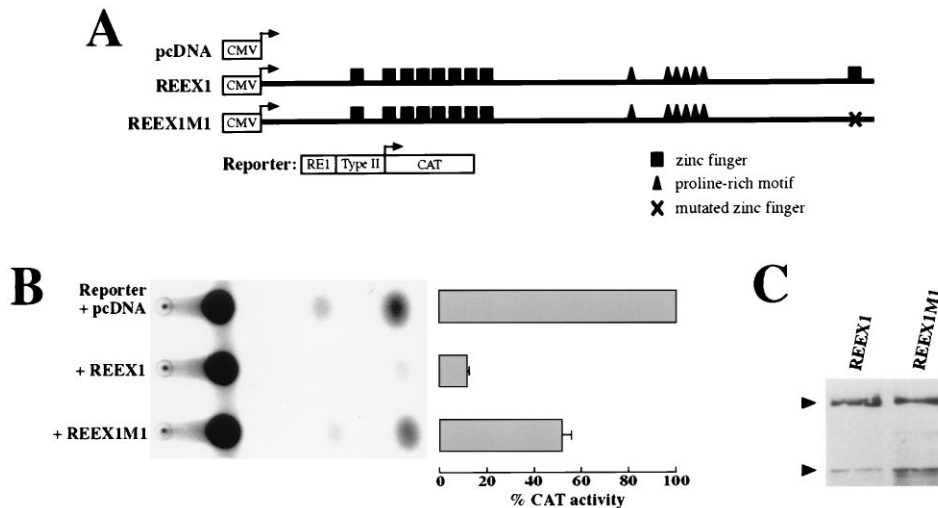 A
pcDNA CMV
REEX1 CMV
REEX1M1 CMV
Reporter: RE1 Type II CAT
zinc finger
proline-rich motif
mutated zinc finger
B
Reporter
+ pcDNA
+ REEX1
+ REEX1M1
0 20 40 60 80 100
% CAT activity
C
REEX1
REEX1M1